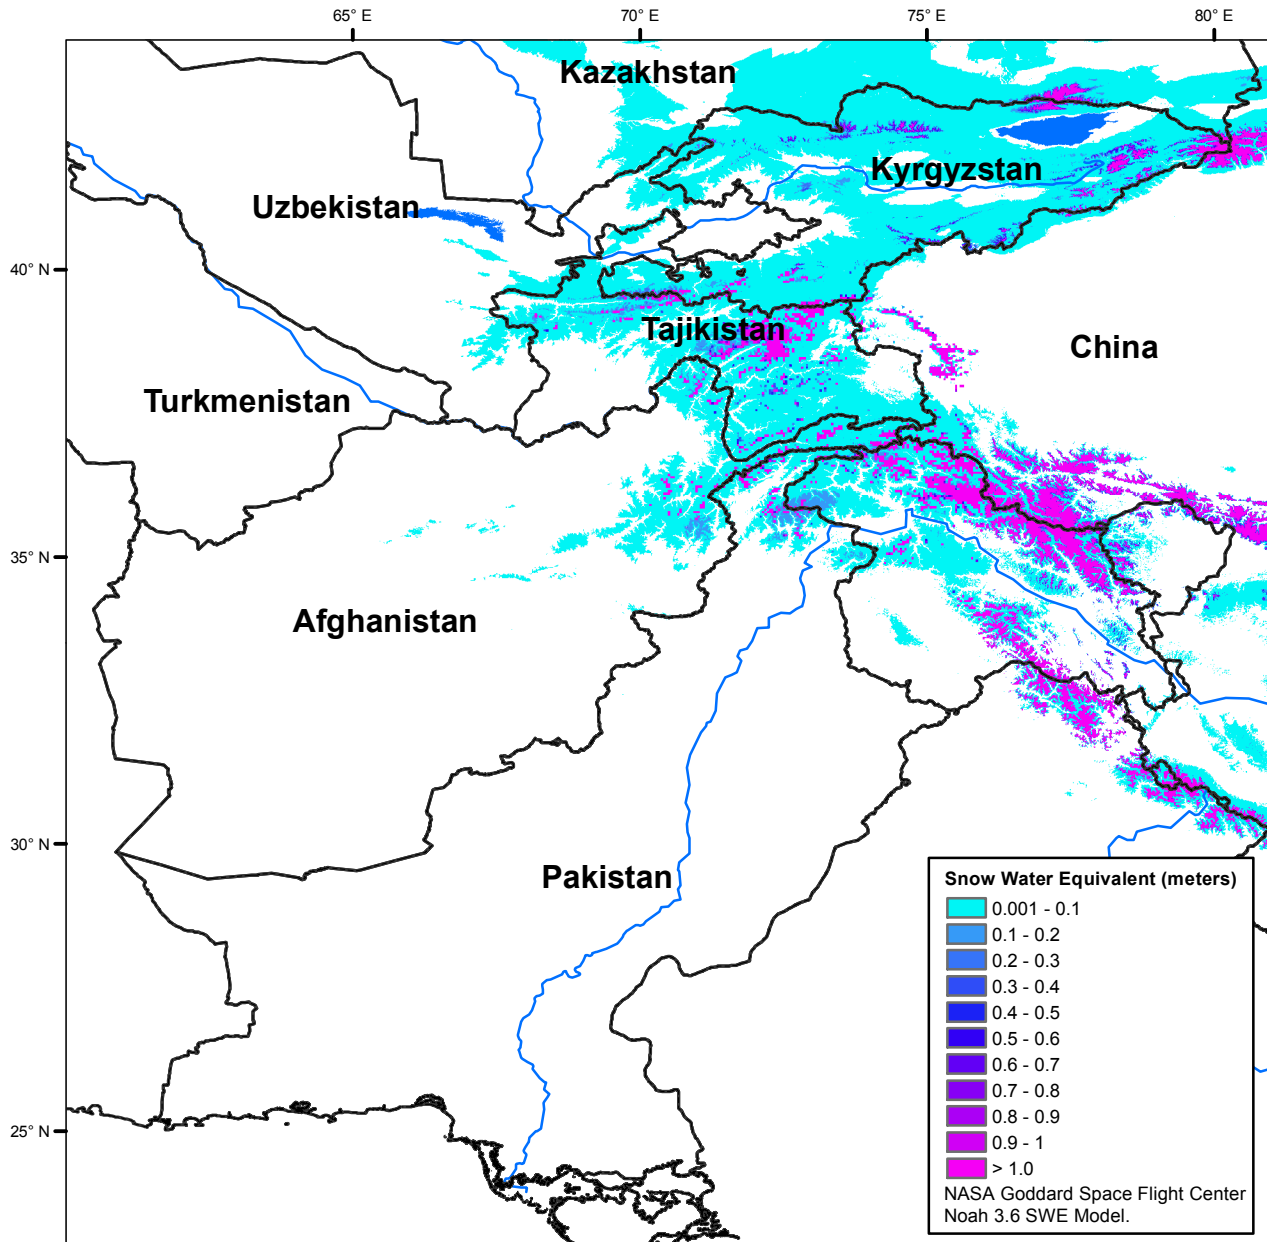 65° E
70° E
75° E
80° E
Kazakhstan
Kyrgyzstan
Uzbekistan
40° N
Tajikistan
China
Turkmenistan
35° N
Afghanistan
30° N
Pakistan
25° N
Snow Water Equivalent (meters)
0.001 - 0.1
0.1 - 0.2
0.2 - 0.3
0.3 - 0.4
0.4 - 0.5
0.5 - 0.6
0.6 - 0.7
0.7 - 0.8
0.8 - 0.9
0.9 - 1
> 1.0
NASA Goddard Space Flight Center
Noah 3.6 SWE Model.